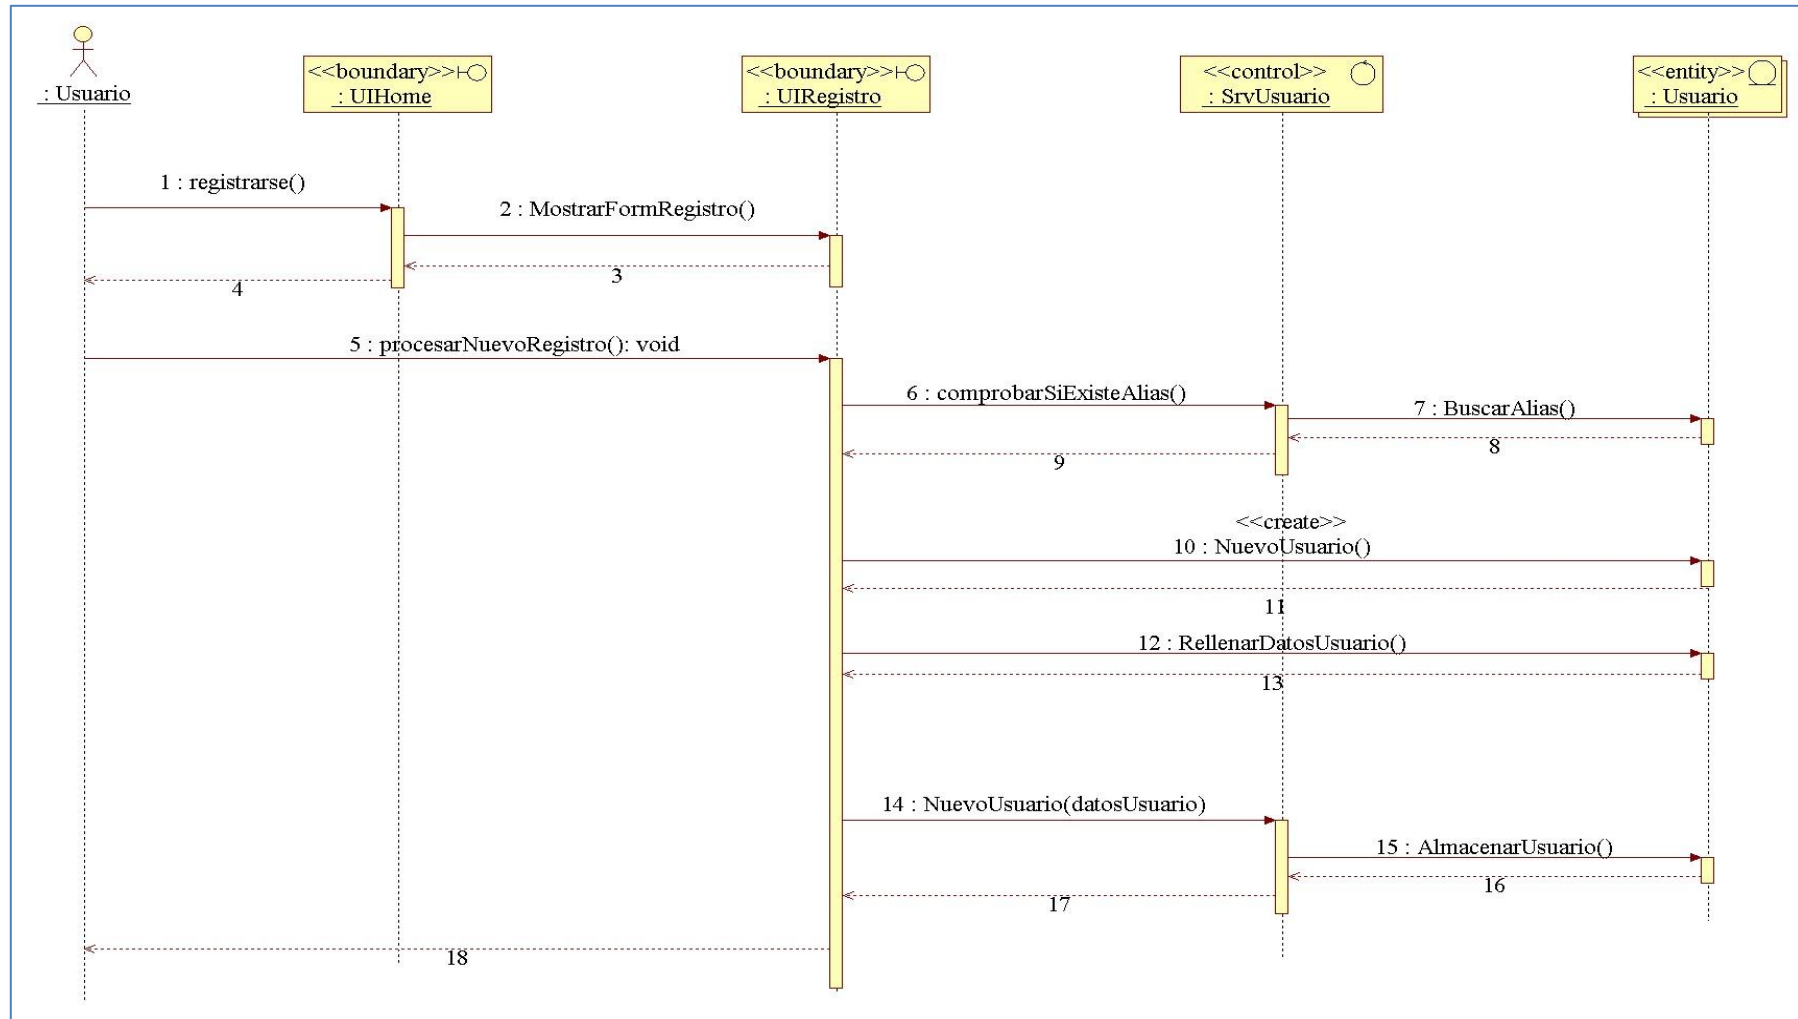 : Usuario
<<boundary>>
: UIHome
<<boundary>>
: UIRegistro
<<control>>
: SrvUsuario
<<entity>>
: Usuario
1 : registrarse()
2 : MostrarFormRegistro()
3
4
5 : procesarNuevoRegistro(): void
6 : comprobarSiExisteAlias()
7 : BuscarAlias()
8
9
<<create>>
10 : NuevoUsuario()
11
12 : RellenarDatosUsuario()
13
14 : NuevoUsuario(datosUsuario)
15 : AlmacenarUsuario()
16
17
18